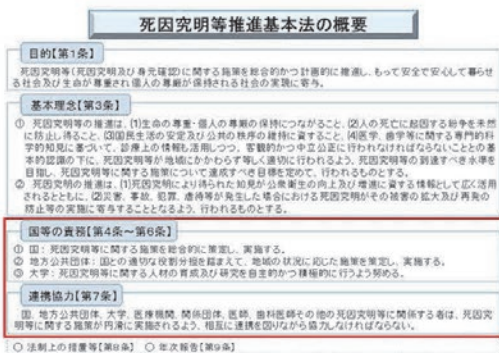 死因究明等推進基本法の概要
目的【第1条】
死因究明等（死因究明及び身元確認）に関する施策を総合的かつ計画的に推進し、もって安全で安心して暮らせ
る社会及び生命が尊重され個人の尊厳が保持される社会の実現に寄与。
基本理念【第3条】
① 死因究明等の推進は、(1)生命の尊重・個人の尊厳の保持につながること、(2)人の死亡に起因する紛争を未然
に防止し得ること、(3)国民生活の安定及び公共の秩序の維持に資すること、(4)医学、歯学等に関する専門的科
学的知見に基づいて、診療上の情報も活用しつつ、客観的かつ中立公正に行われなければならないこととの基
本的認識の下に、死因究明等が地域にかかわらず等しく適切に行われるよう、死因究明等の到達すべき水準を
目指し、死因究明等に関する施策について達成すべき目標を定めて、行われるものとする。
② 死因究明の推進は、(1)死因究明により得られた知見が公衆衛生の向上及び増進に資する情報として広く活用
されるとともに、(2)災害、事故、犯罪、虐待等が発生した場合における死因究明がその被害の拡大及び再発の
防止等の実施に寄与することとなるよう、行われるものとする。
国等の責務【第4条～第6条】
① 国：死因究明等に関する施策を総合的に策定し、実施する。
② 地方公共団体：国との適切な役割分担を踏まえて、地域の状況に応じた施策を策定し、実施する。
③ 大学：死因究明等に関する人材の育成及び研究を自主的かつ積極的に行うよう努める。
連携協力【第7条】
国、地方公共団体、大学、医療機関、関係団体、医師、歯科医師その他の死因究明等に関係する者は、死因究
明等に関する施策が円滑に実施されるよう、相互に連携を図りながら協力しなければならない。
○ 法制上の措置等【第8条】 ○ 年次報告【第9条】